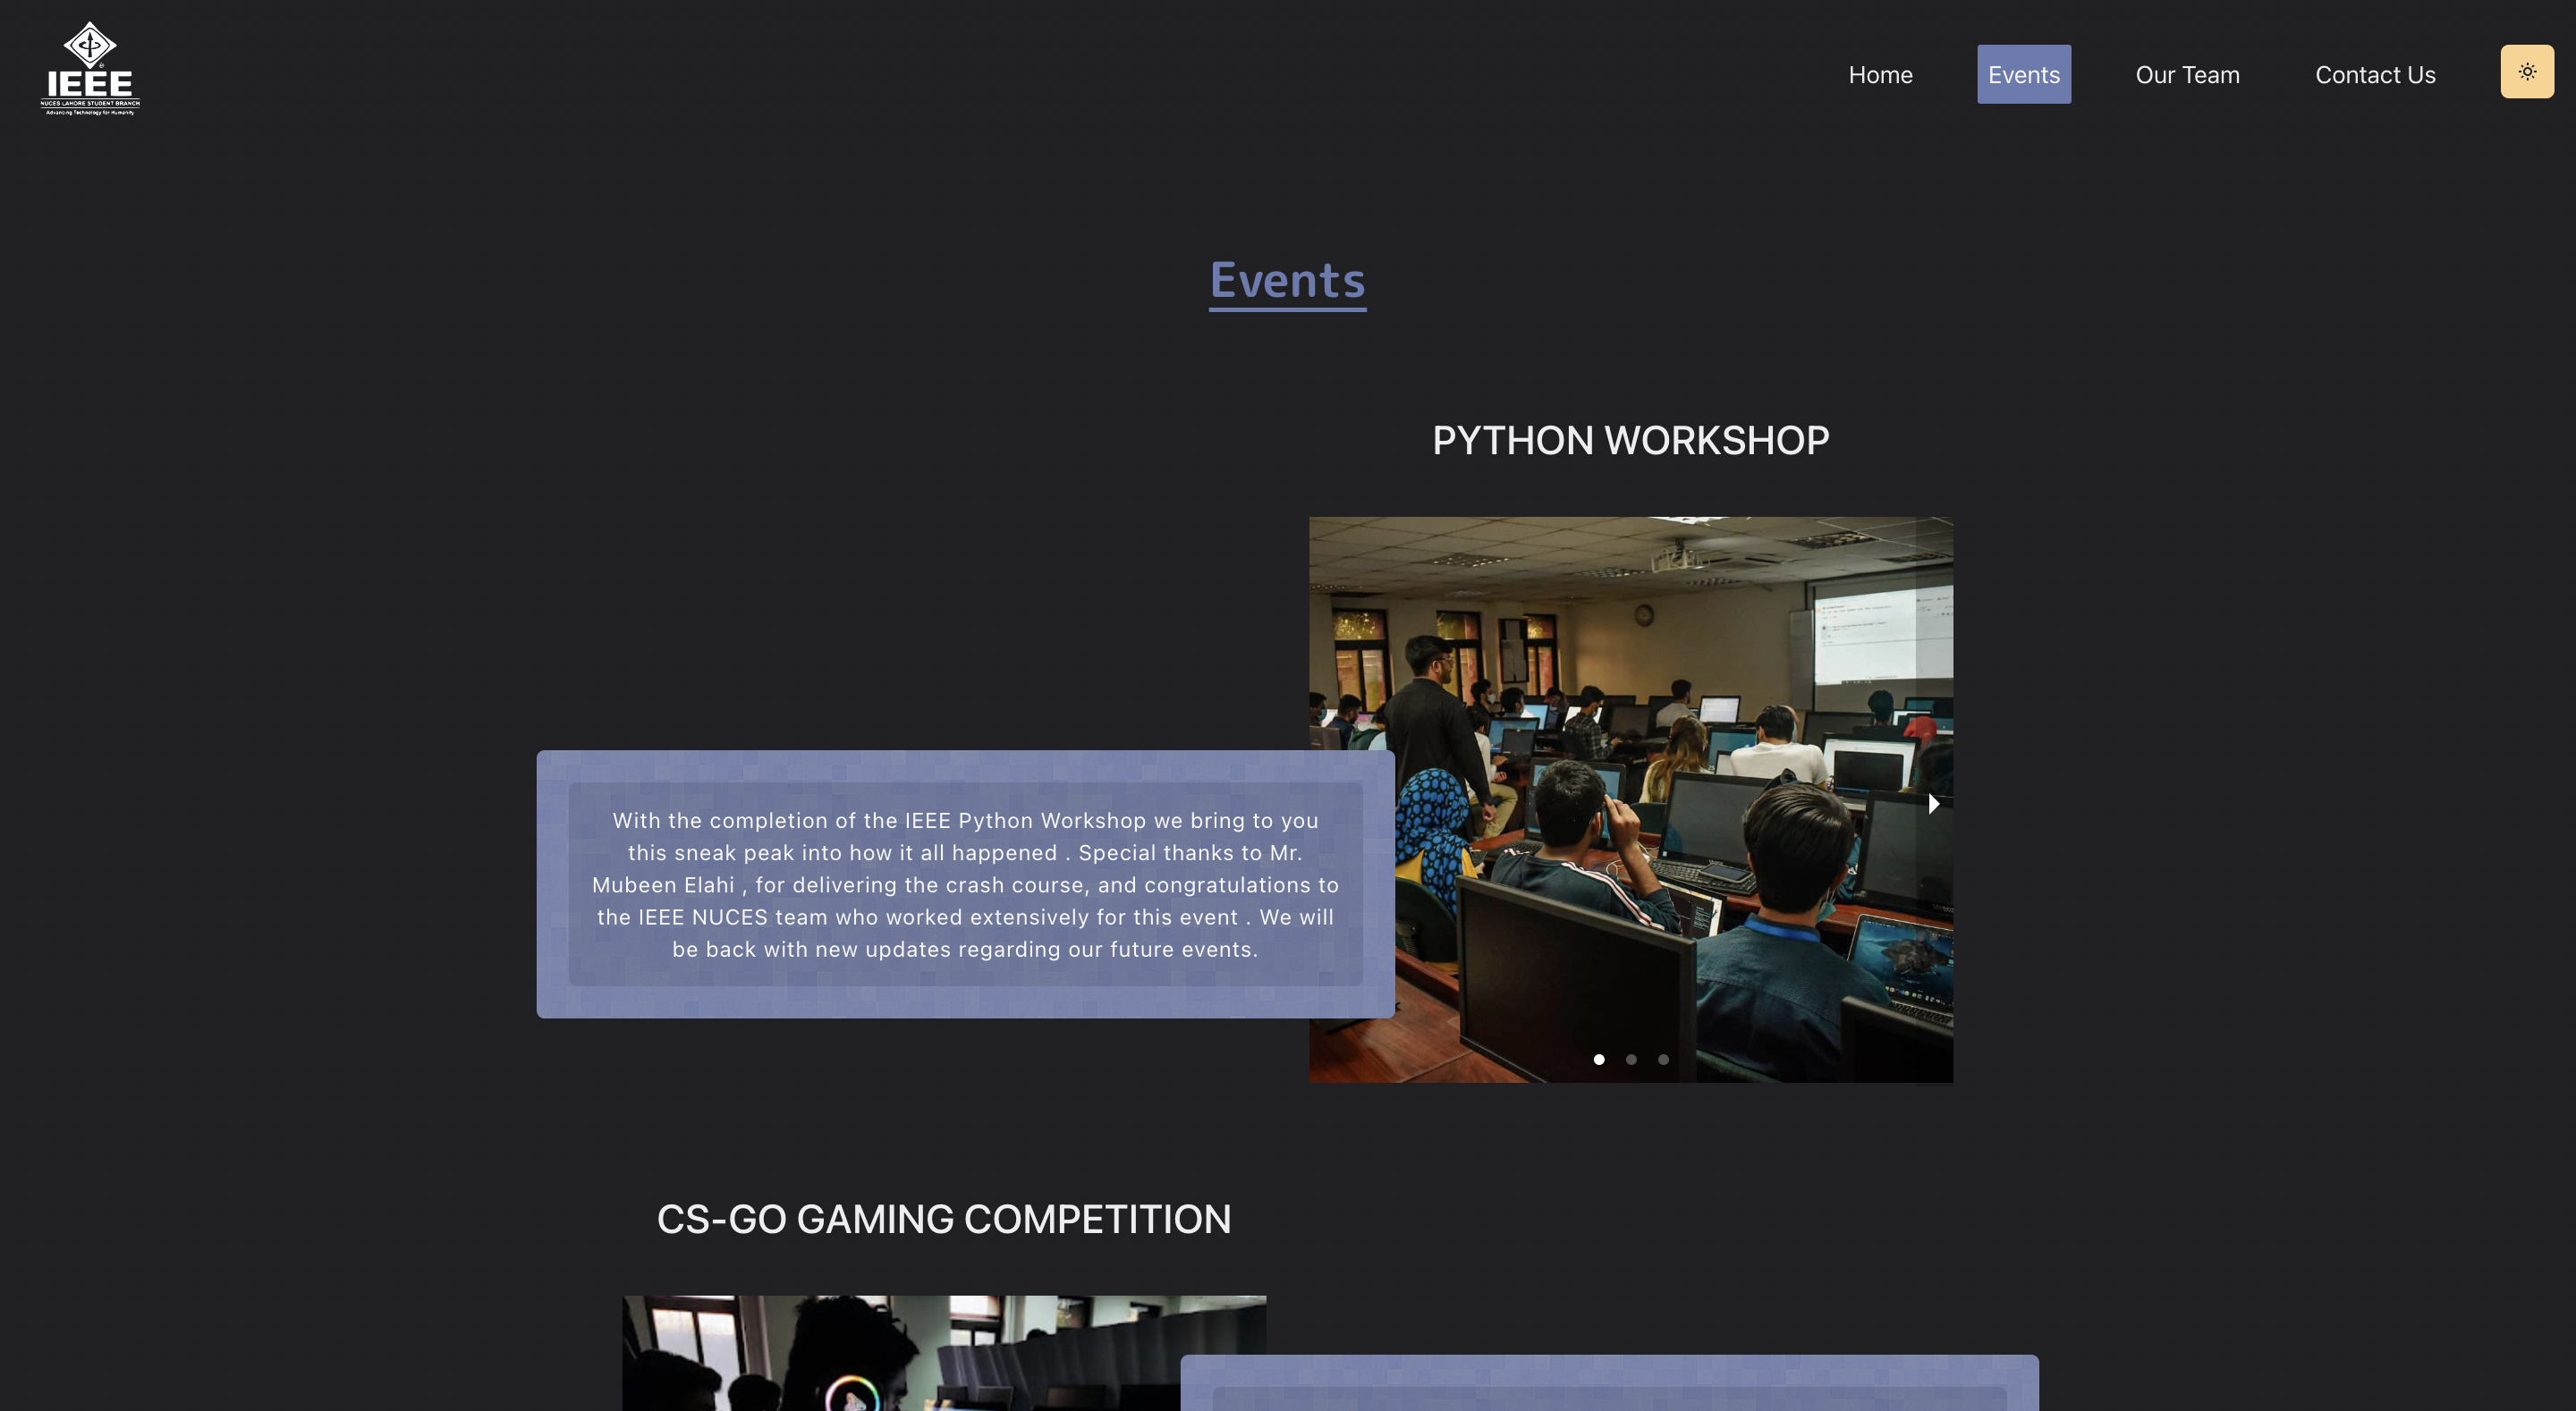 IEEE
NUCES LAHORE STUDENT BRANCH
Advancing Technology for Humanity
Home
Events
Our Team
Contact Us
Events
PYTHON WORKSHOP
With the completion of the IEEE Python Workshop we bring to you
this sneak peak into how it all happened . Special thanks to Mr.
Mubeen Elahi , for delivering the crash course, and congratulations to
the IEEE NUCES team who worked extensively for this event . We will
be back with new updates regarding our future events.
CS-GO GAMING COMPETITION